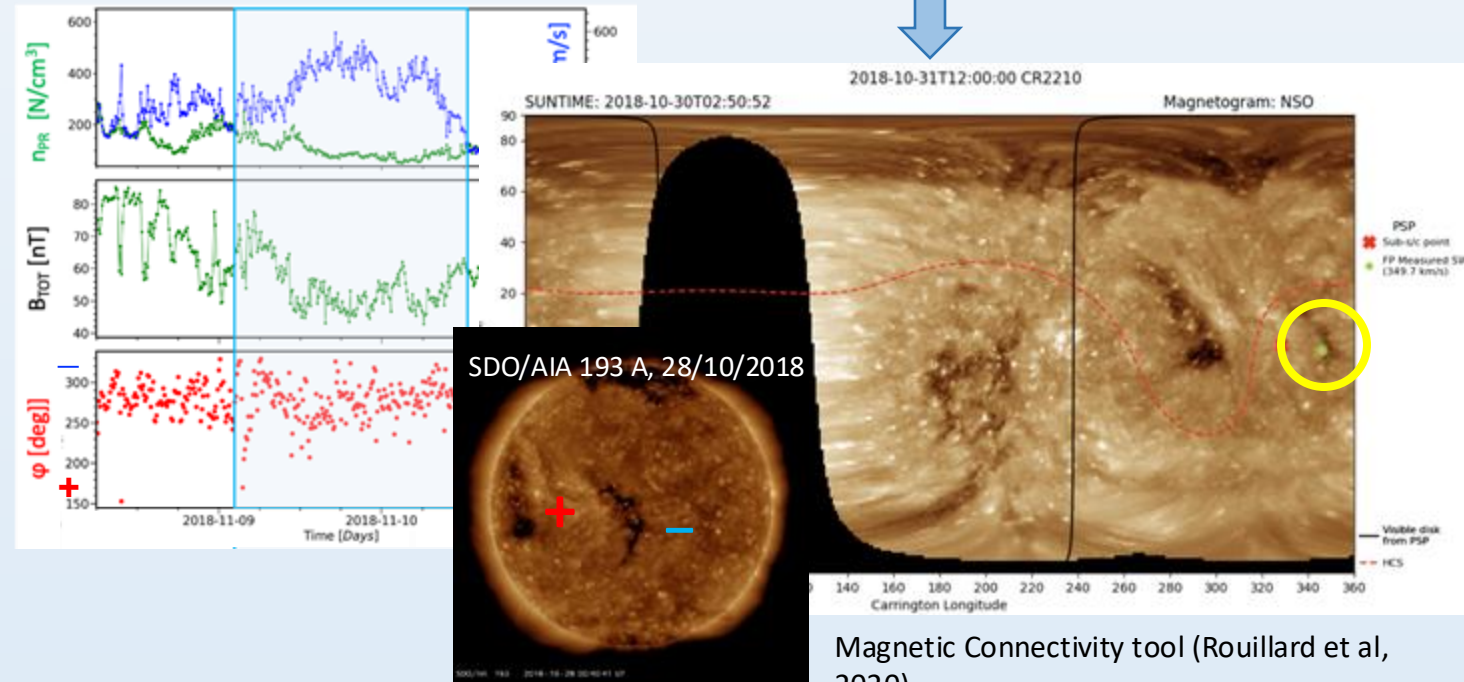 600
400
200
nPR [N/cm³]
m/s]
600
80
70
60
50
40
BTOT [nT]
–
300
250
200
150
φ [deg]]
+
2018-11-09
2018-11-10
Time [Days]
2018-10-31T12:00:00 CR2210
SUNTIME: 2018-10-30T02:50:52
Magnetogram: NSO
90
80
60
40
20
PSP
Sub-s/c point
FP Measured SW
(349.7 km/s)
Visible disk
from PSP
HCS
140 160 180 200 220 240 260 280 300 320 340 360
Carrington Longitude
SDO/AIA 193 A, 28/10/2018
+
–
Magnetic Connectivity tool (Rouillard et al,